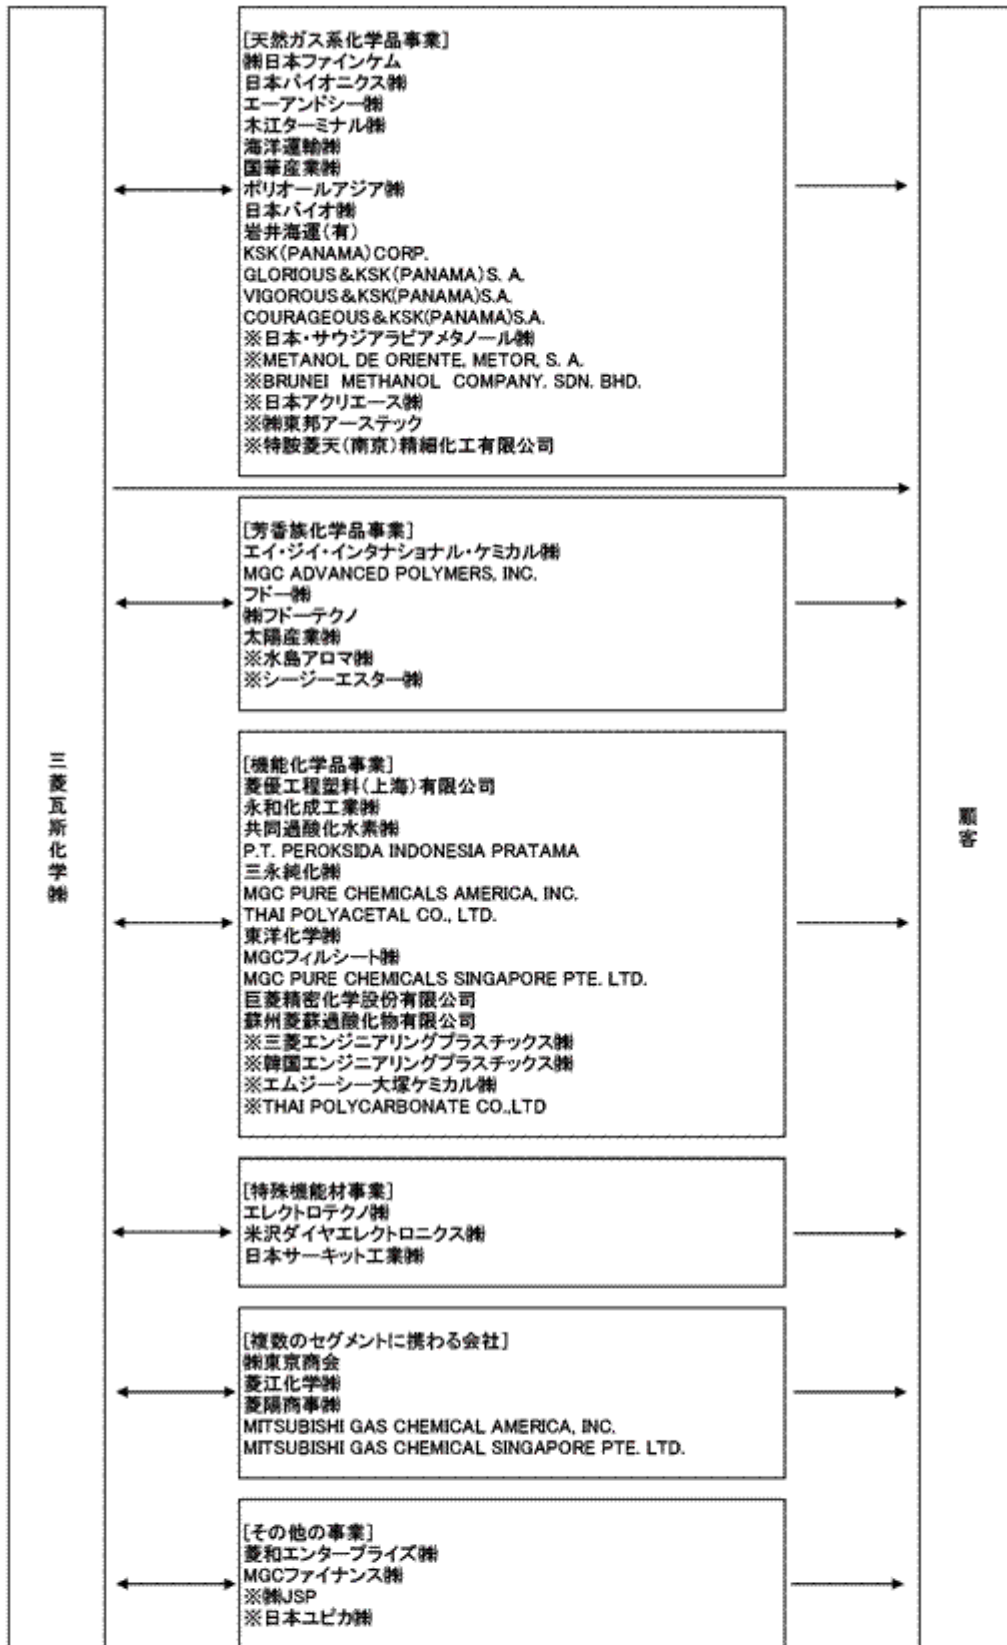 三菱瓦斯化学㈱
[天然ガス系化学品事業]
㈱日本ファインケム
日本バイオニクス㈱
エーアンドシー㈱
木江ターミナル㈱
海洋運輸㈱
国華産業㈱
ポリオールアジア㈱
日本バイオ㈱
岩井海運(有)
KSK(PANAMA)CORP.
GLORIOUS&KSK(PANAMA)S. A.
VIGOROUS&KSK(PANAMA)S.A.
COURAGEOUS&KSK(PANAMA)S.A.
※日本・サウジアラビアメタノール㈱
※METANOL DE ORIENTE, METOR, S. A.
※BRUNEI METHANOL COMPANY. SDN. BHD.
※日本アクリエース㈱
※㈱東邦アーステック
※特胺菱天(南京)精細化工有限公司
[芳香族化学品事業]
エイ・ジイ・インタナショナル・ケミカル㈱
MGC ADVANCED POLYMERS, INC.
フドー㈱
㈱フドーテクノ
太陽産業㈱
※水島アロマ㈱
※シージーエスター㈱
[機能化学品事業]
菱優工程塑料(上海)有限公司
永和化成工業㈱
共同過酸化水素㈱
P.T. PEROKSIDA INDONESIA PRATAMA
三永純化㈱
MGC PURE CHEMICALS AMERICA, INC.
THAI POLYACETAL CO., LTD.
東洋化学㈱
MGCフィルシート㈱
MGC PURE CHEMICALS SINGAPORE PTE. LTD.
巨菱精密化学股份有限公司
蘇州菱蘇過酸化物有限公司
※三菱エンジニアリングプラスチックス㈱
※韓国エンジニアリングプラスチックス㈱
※エムジーシー大塚ケミカル㈱
※THAI POLYCARBONATE CO.,LTD
[特殊機能材事業]
エレクトロテクノ㈱
米沢ダイヤエレクトロニクス㈱
日本サーキット工業㈱
[複数のセグメントに携わる会社]
㈱東京商会
菱江化学㈱
菱陽商事㈱
MITSUBISHI GAS CHEMICAL AMERICA, INC.
MITSUBISHI GAS CHEMICAL SINGAPORE PTE. LTD.
[その他の事業]
菱和エンタープライズ㈱
MGCファイナンス㈱
※㈱JSP
※日本ユピカ㈱
顧客